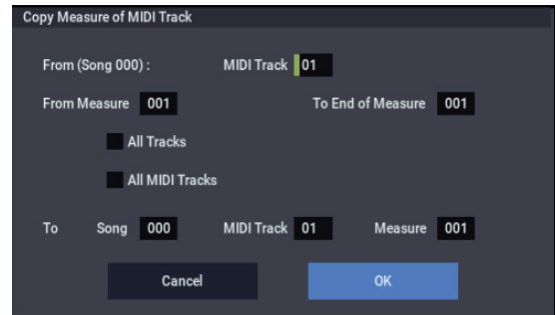 Copy Measure of MIDI Track
From (Song 000) : MIDI Track 01
From Measure 001 To End of Measure 001
All Tracks
All MIDI Tracks
To Song 000 MIDI Track 01 Measure 001
Cancel OK